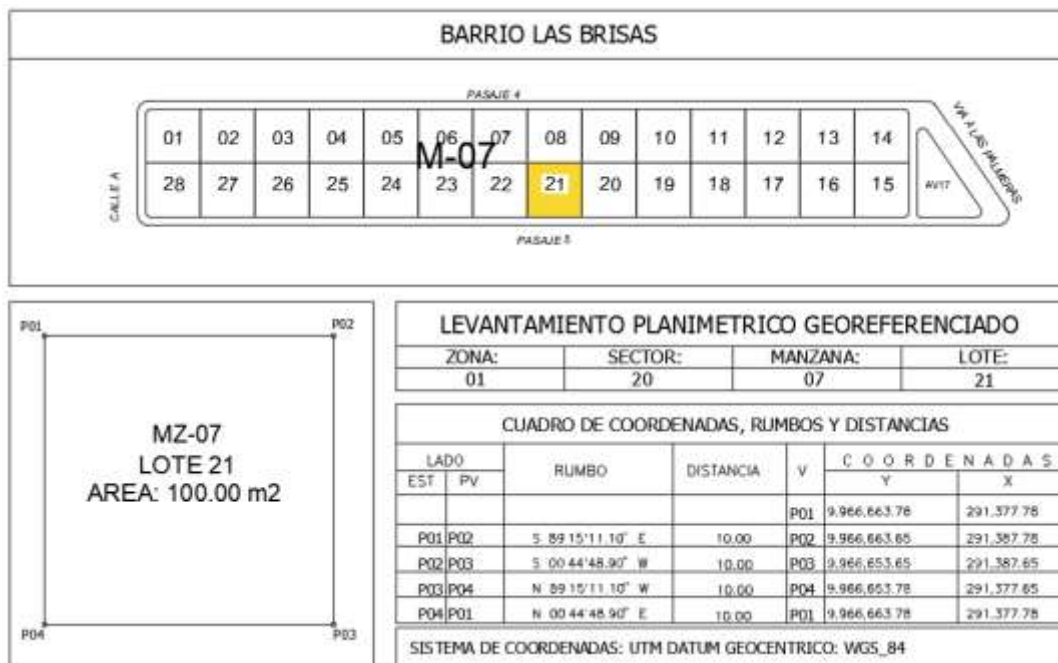 BARRIO LAS BRISAS
PASAJE 4
01 02 03 04 05 06 07 08 09 10 11 12 13 14
M-07
28 27 26 25 24 23 22 21 20 19 18 17 16 15
CALLE A
AV17
VIA A LAS PALMERAS
PASAJE 5
P01 P02
MZ-07
LOTE 21
AREA: 100.00 m2
P04 P03
LEVANTAMIENTO PLANIMETRICO GEOREFERENCIADO
ZONA: SECTOR: MANZANA: LOTE:
01 20 07 21
CUADRO DE COORDENADAS, RUMBOS Y DISTANCIAS
LADO RUMBO DISTANCIA V COORDENADAS
EST PV Y X
P01 9.966,663.78 291,377.78
P01 P02 S 89 15'11.10" E 10.00 P02 9.966,663.65 291,387.78
P02 P03 S 00 44'48.90" W 10.00 P03 9.966,653.65 291,387.65
P03 P04 N 89 15'11.10" W 10.00 P04 9.966,653.78 291,377.65
P04 P01 N 00 44'48.90" E 10.00 P01 9.966,663.78 291,377.78
SISTEMA DE COORDENADAS: UTM DATUM GEOCENTRICO: WGS_84